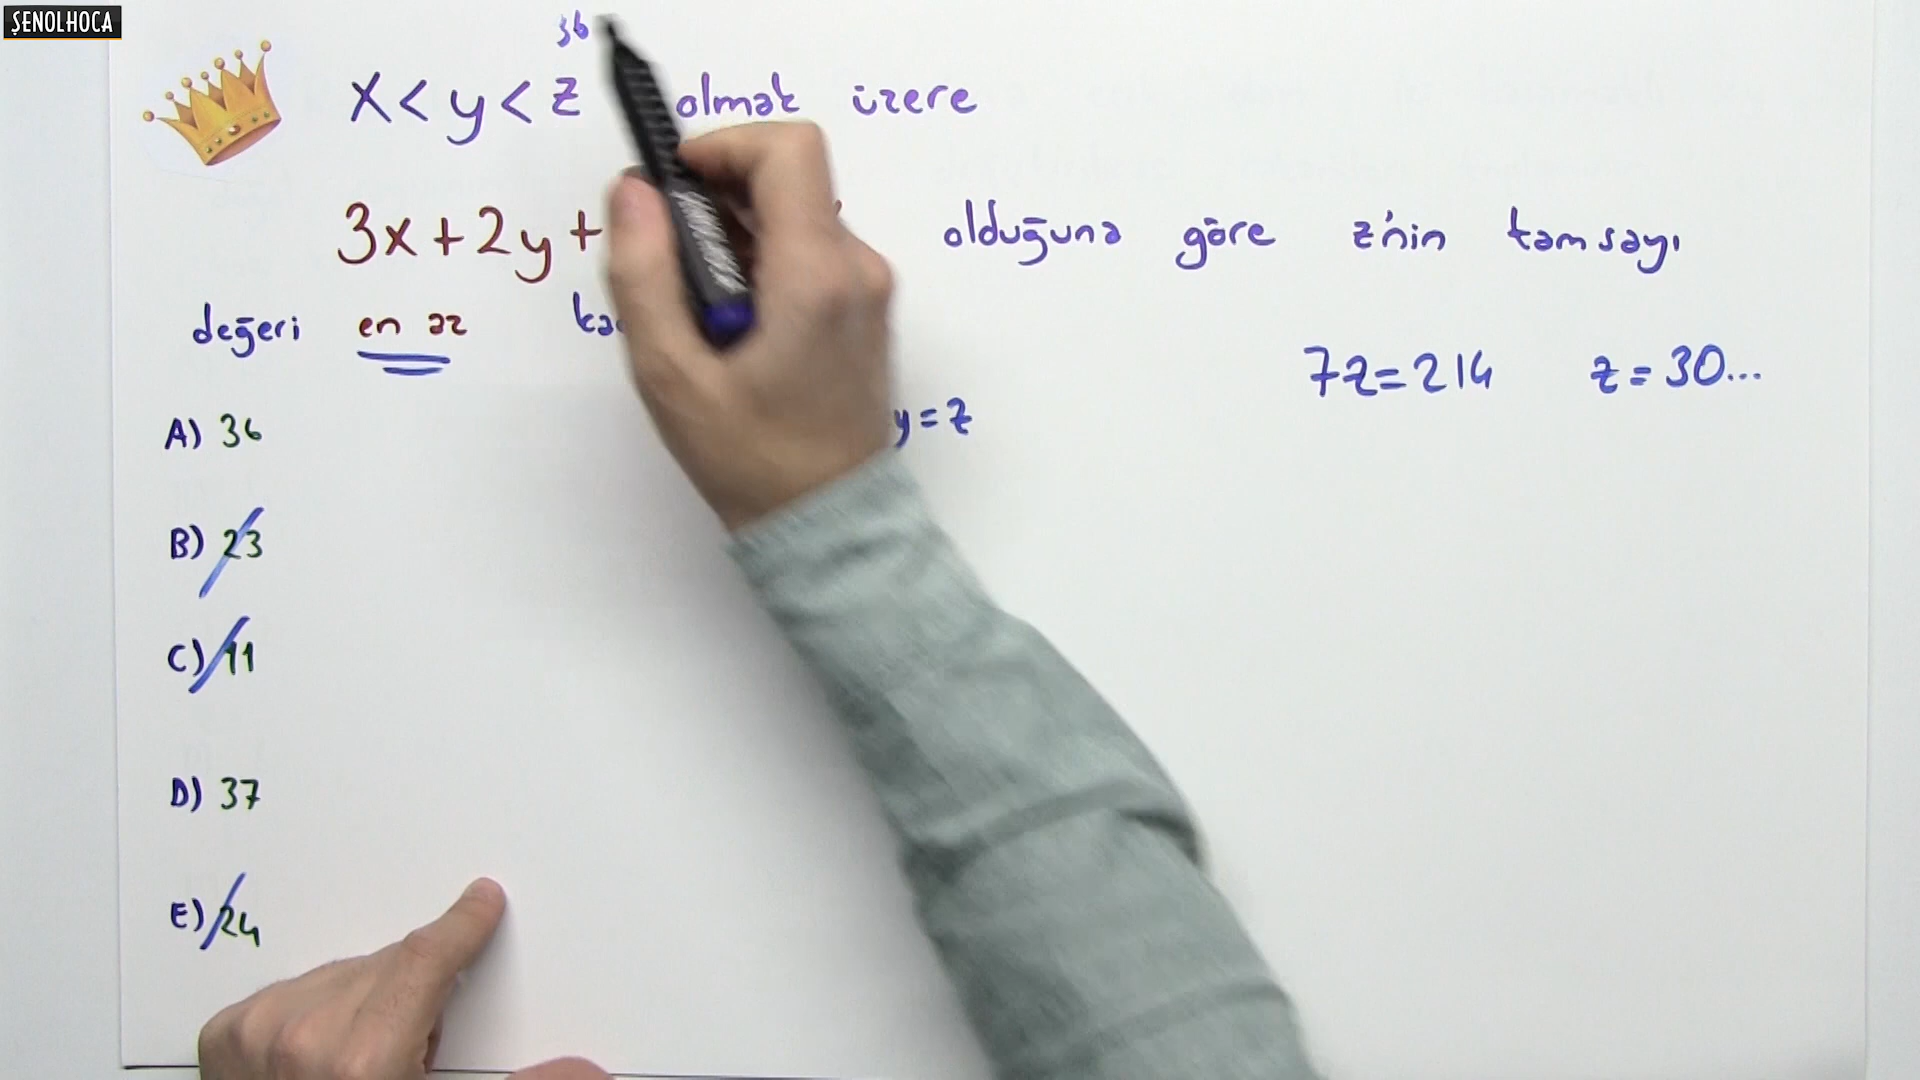 ŞENOLHOCA
36
x < y < z olmak üzere
3x + 2y + olduğuna göre z'nin tamsayı
değeri en az
7z = 214 z = 30...
A) 36
y = z
B) 23
C) 11
D) 37
E) 24